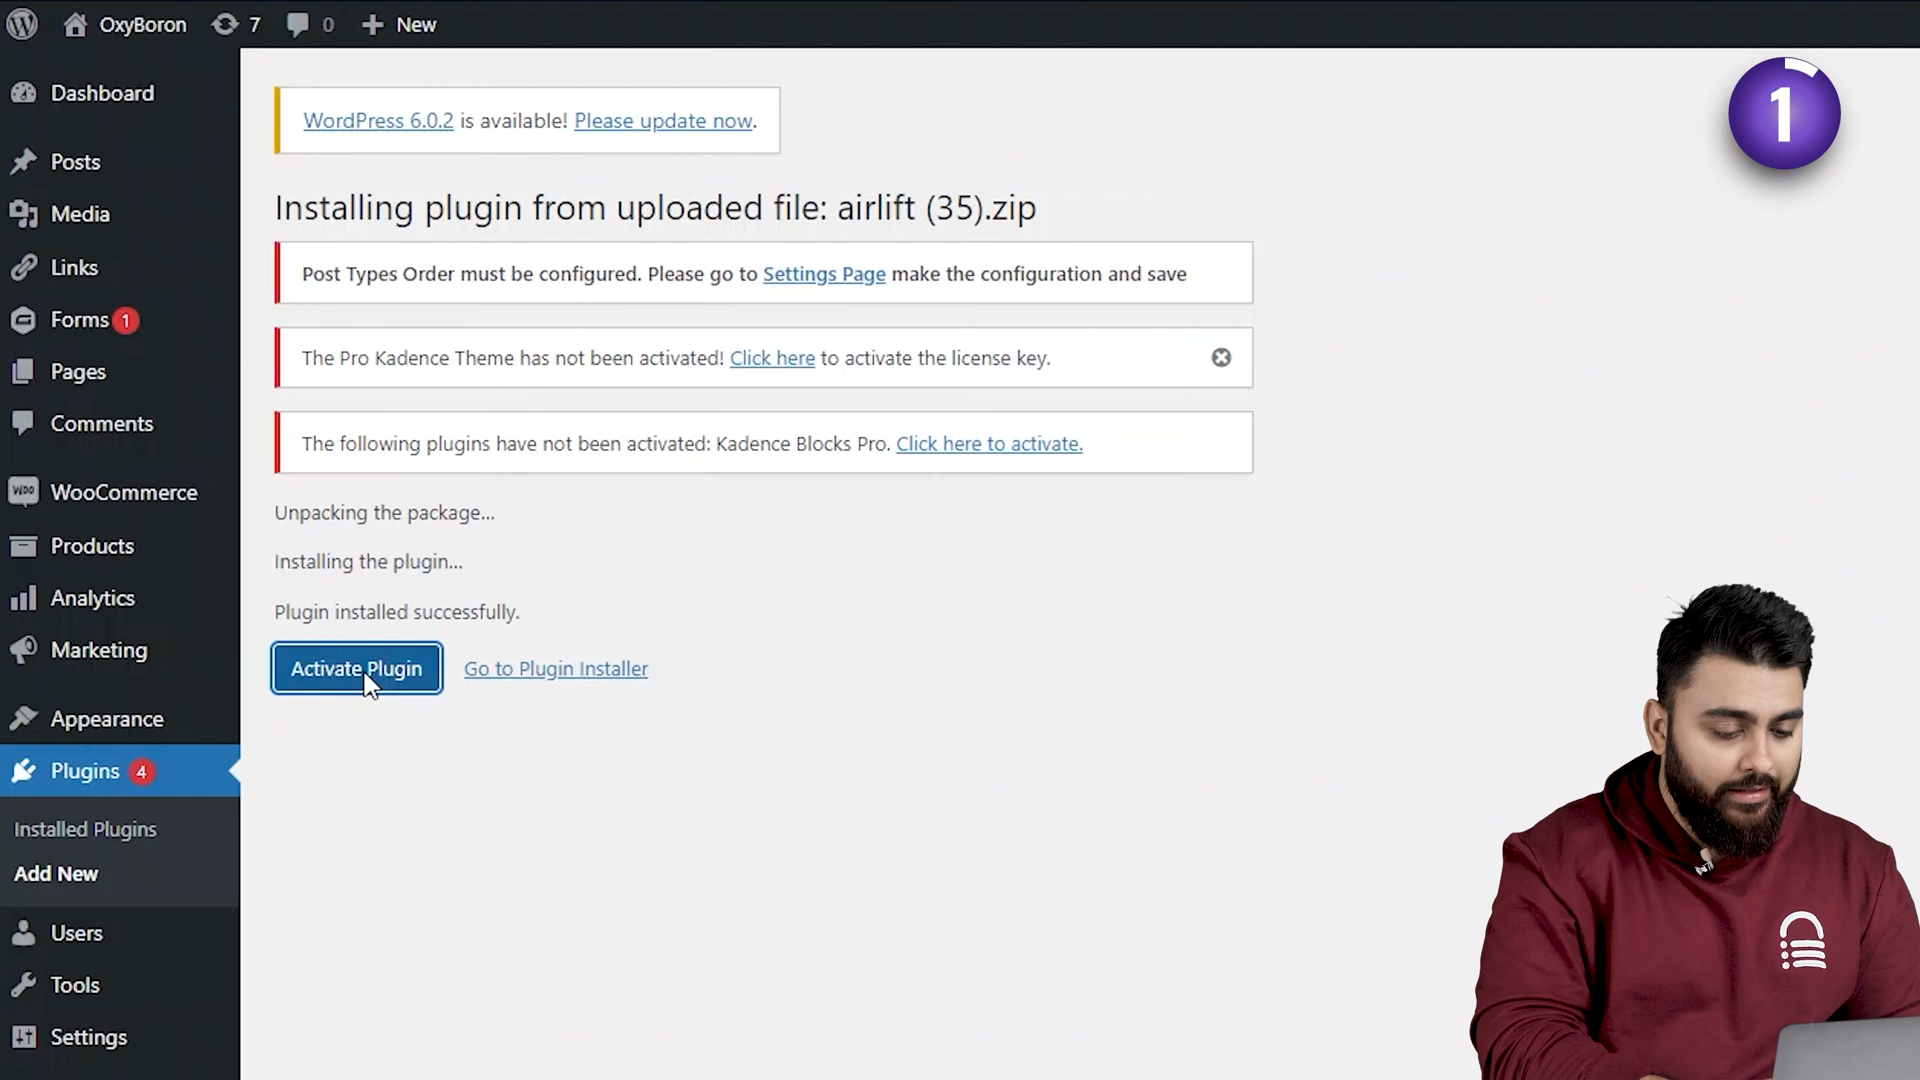 OxyBoron 7 0 New
Dashboard
Posts
Media
Links
Forms 1
Pages
Comments
WooCommerce
Products
Analytics
Marketing
Appearance
Plugins 4
Installed Plugins
Add New
Users
Tools
Settings
WordPress 6.0.2 is available! Please update now.
Installing plugin from uploaded file: airlift (35).zip
Post Types Order must be configured. Please go to Settings Page make the configuration and save
The Pro Kadence Theme has not been activated! Click here to activate the license key.
The following plugins have not been activated: Kadence Blocks Pro. Click here to activate.
Unpacking the package...
Installing the plugin...
Plugin installed successfully.
Activate Plugin Go to Plugin Installer
1